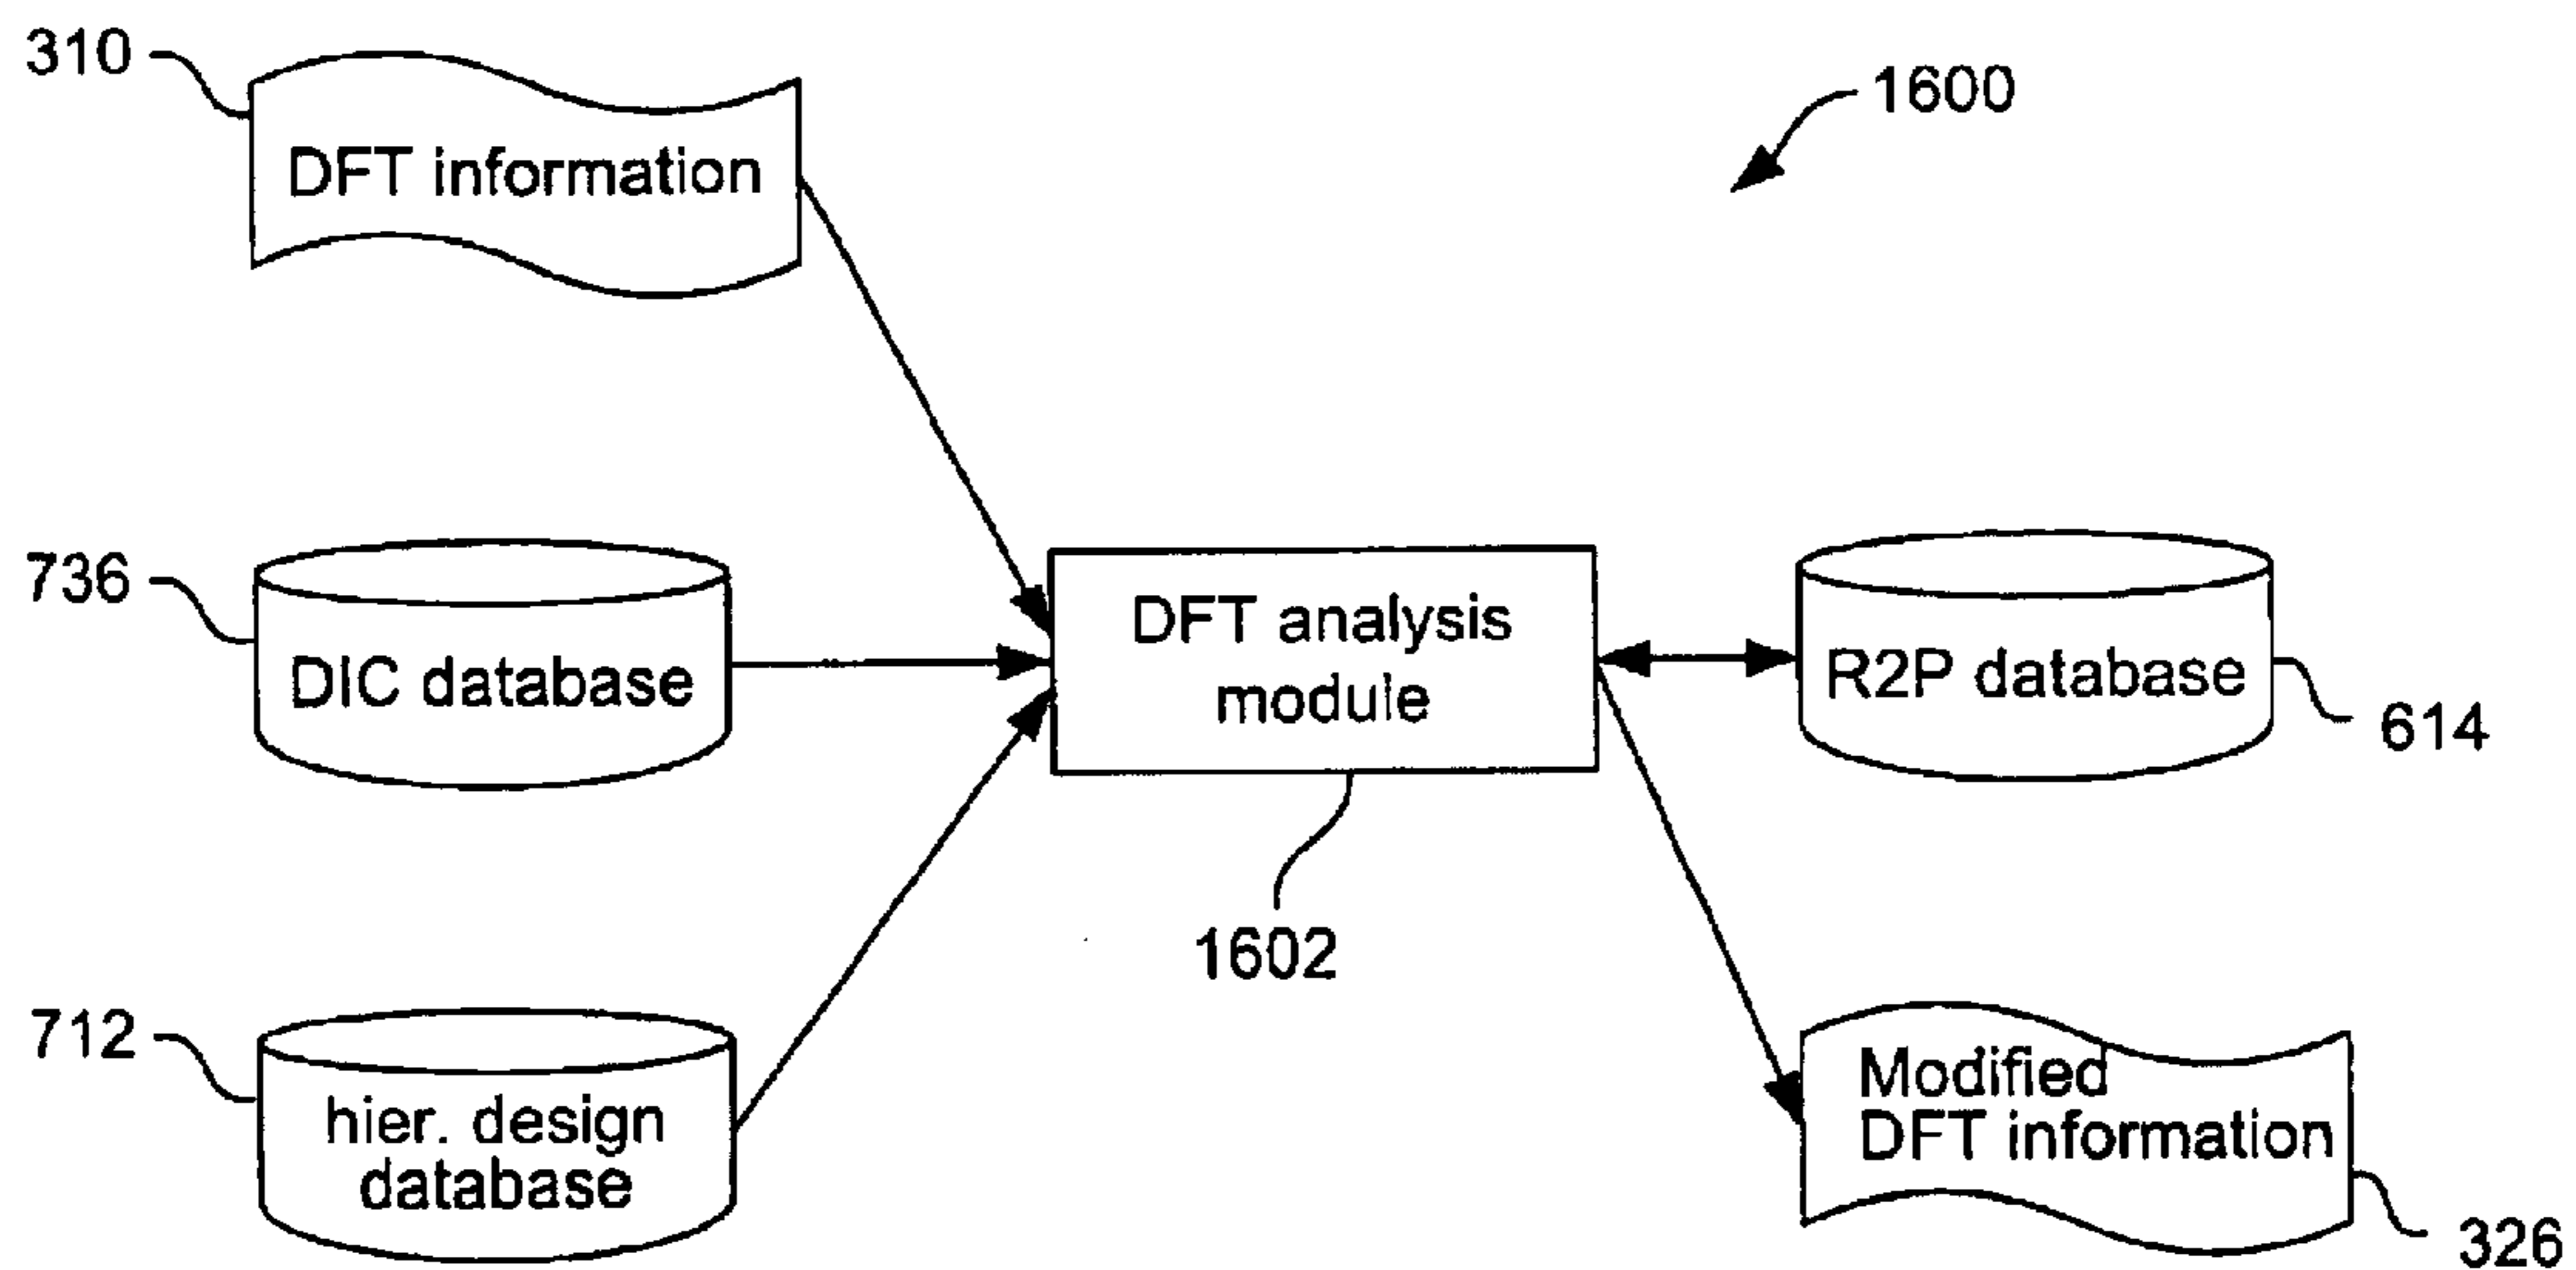 310
DFT information
1600
736
DIC database
DFT analysis
module
R2P database
614
1602
712
hier. design
database
Modified
DFT information
326